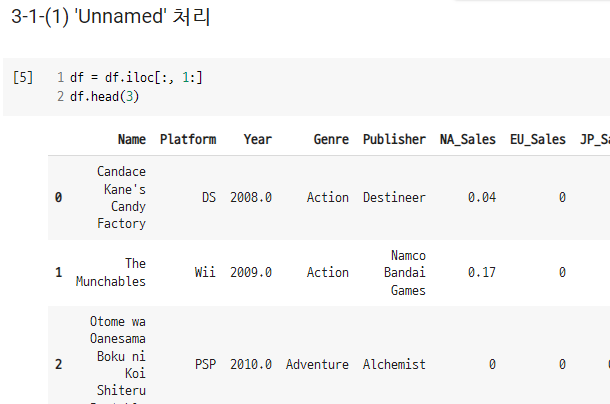 3-1-(1) 'Unnamed' 처리
[5] 1 df = df.iloc[:, 1:]
2 df.head(3)
Name Platform Year Genre Publisher NA_Sales EU_Sales
0 Candace Kane's Candy Factory DS 2008.0 Action Destineer 0.04 0
1 The Munchables Wii 2009.0 Action Namco Bandai Games 0.17 0
2 Otome wa Oanesama Boku ni Koi Shiteru PSP 2010.0 Adventure Alchemist 0 0